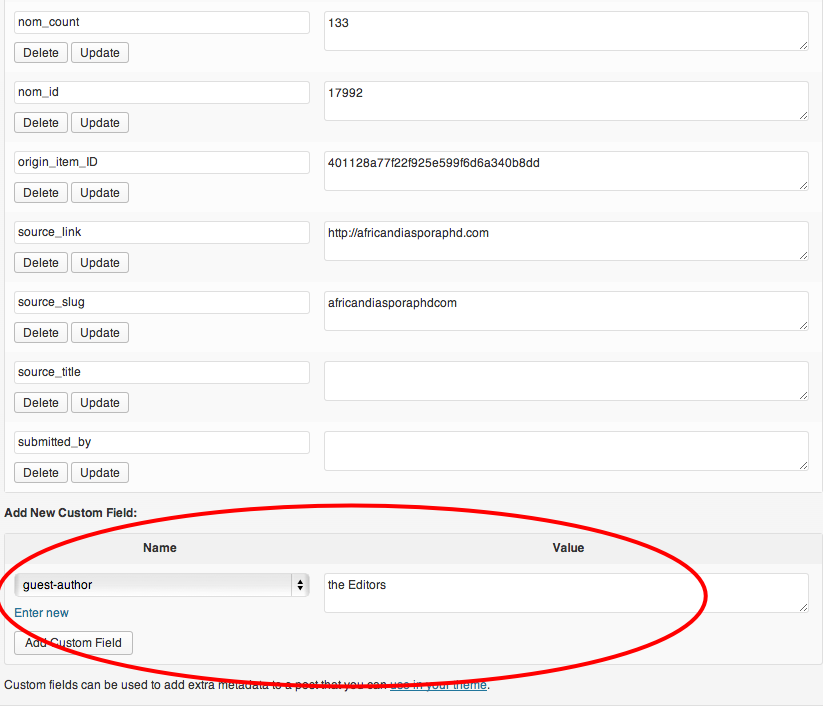 nom_count 133
Delete Update
nom_id 17992
Delete Update
origin_item_ID 401128a77f22f925e599f6d6a340b8dd
Delete Update
source_link http://africandiasporaphd.com
Delete Update
source_slug africandiasporaphdcom
Delete Update
source_title
Delete Update
submitted_by
Delete Update
Add New Custom Field:
Name Value
guest-author the Editors
Enter new
Add Custom Field
Custom fields can be used to add extra metadata to a post that you can use in your theme.